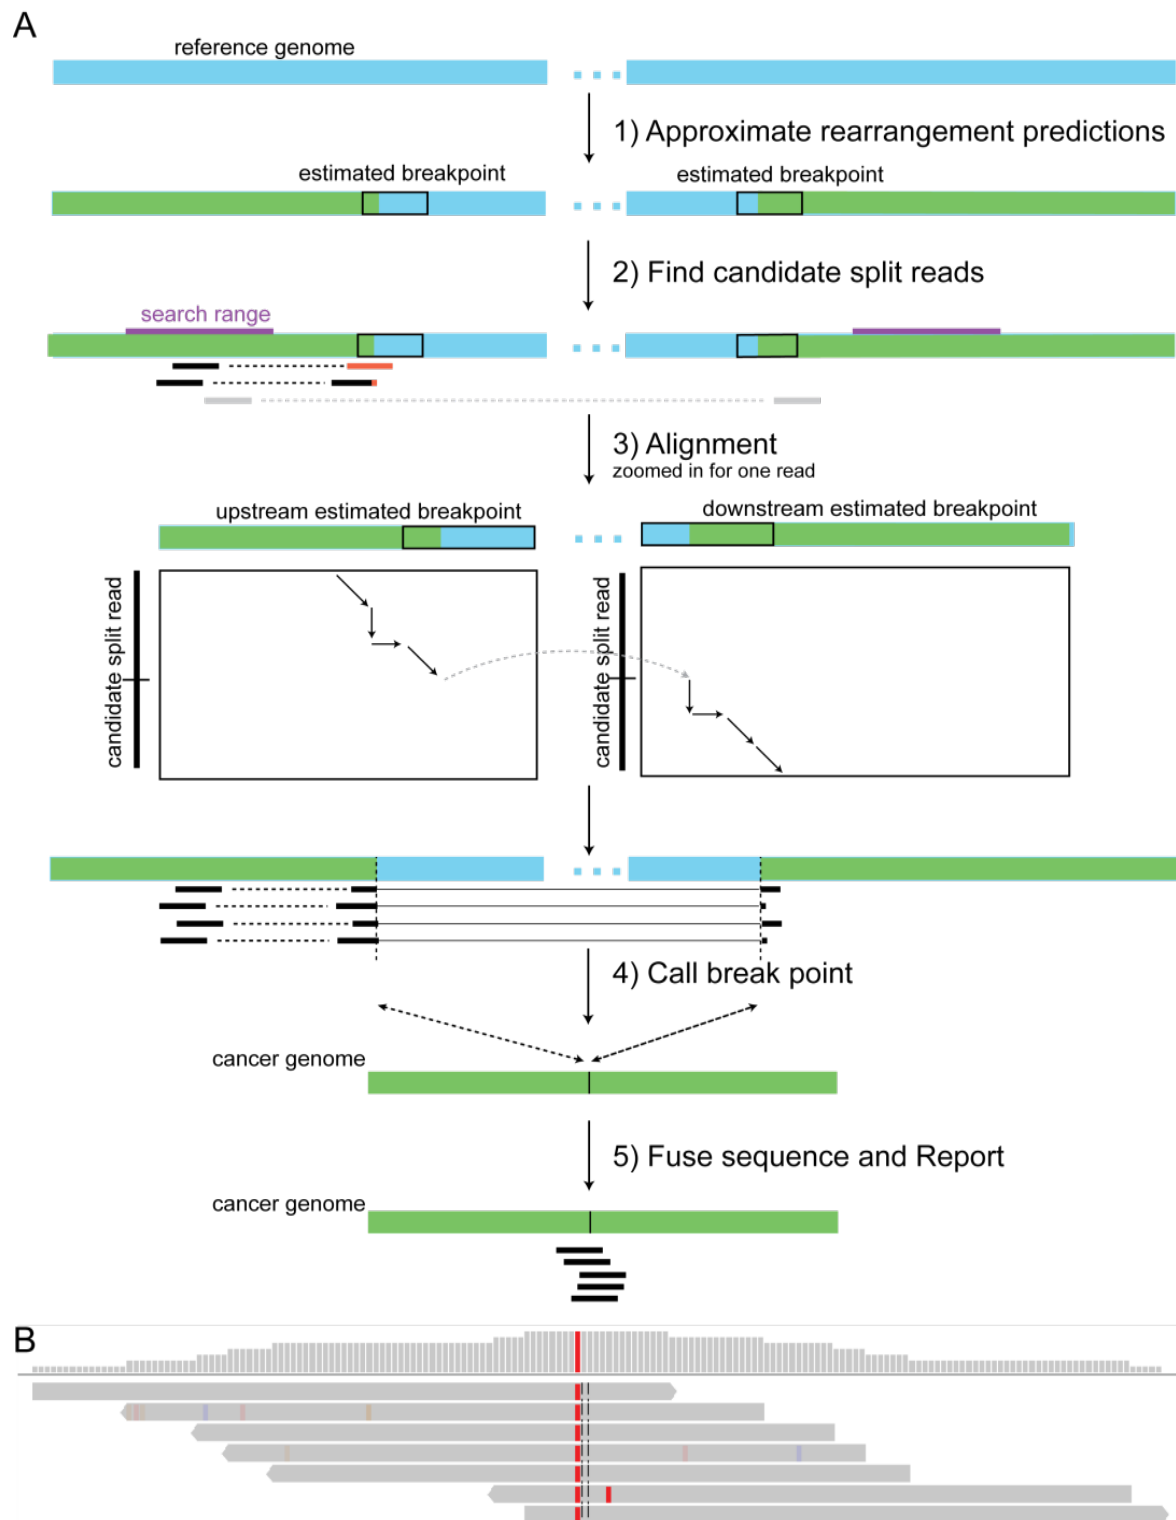 A
reference genome
1) Approximate rearrangement predictions
estimated breakpoint
estimated breakpoint
2) Find candidate split reads
search range
3) Alignment
zoomed in for one read
upstream estimated breakpoint
downstream estimated breakpoint
candidate split read
candidate split read
4) Call break point
cancer genome
5) Fuse sequence and Report
cancer genome
B